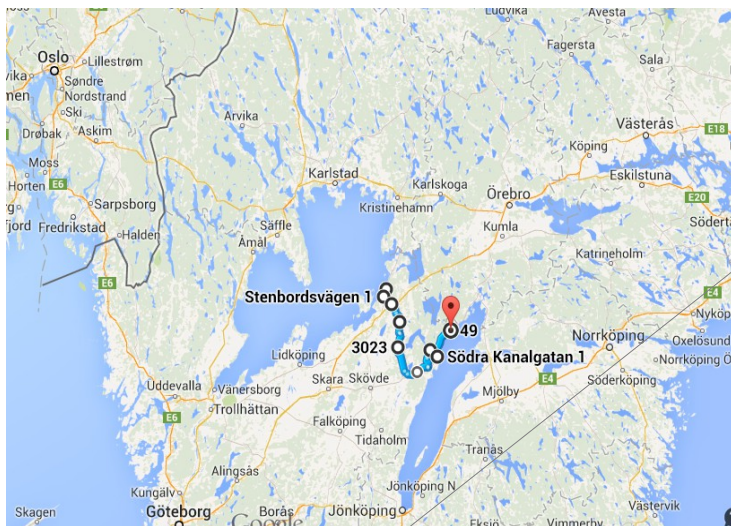 Ludvika
Avesta
Fagersta
Sala
Oslo
Lillestrøm
Søndre
Nordstrand
Ski
Drøbak
Askim
Arvika
Västerås
E18
Köping
Moss
Karlstad
Karlskoga
Örebro
Eskilstuna
Horten
E6
Sarpsborg
Kristinehamn
E20
Fredrikstad
Halden
Säffle
Kumla
Södert
Åmål
Katrineholm
E6
Stenbordsvägen 1
E4
Nyköp
49
Norrköping
Oxelösund
3023
Södra Kanalgatan 1
Norrköping Ö
Lidköping
Uddevalla
Vänersborg
Skara
Skövde
Mjölby
E4
Söderköping
E6
Trollhättan
Falköping
Tidaholm
Tranås
Alingsås
Kungälv
Jönköping N
Västervik
Skagen
Göteborg
Borås
Google
Jönköping
Eksjö
Vimmerby